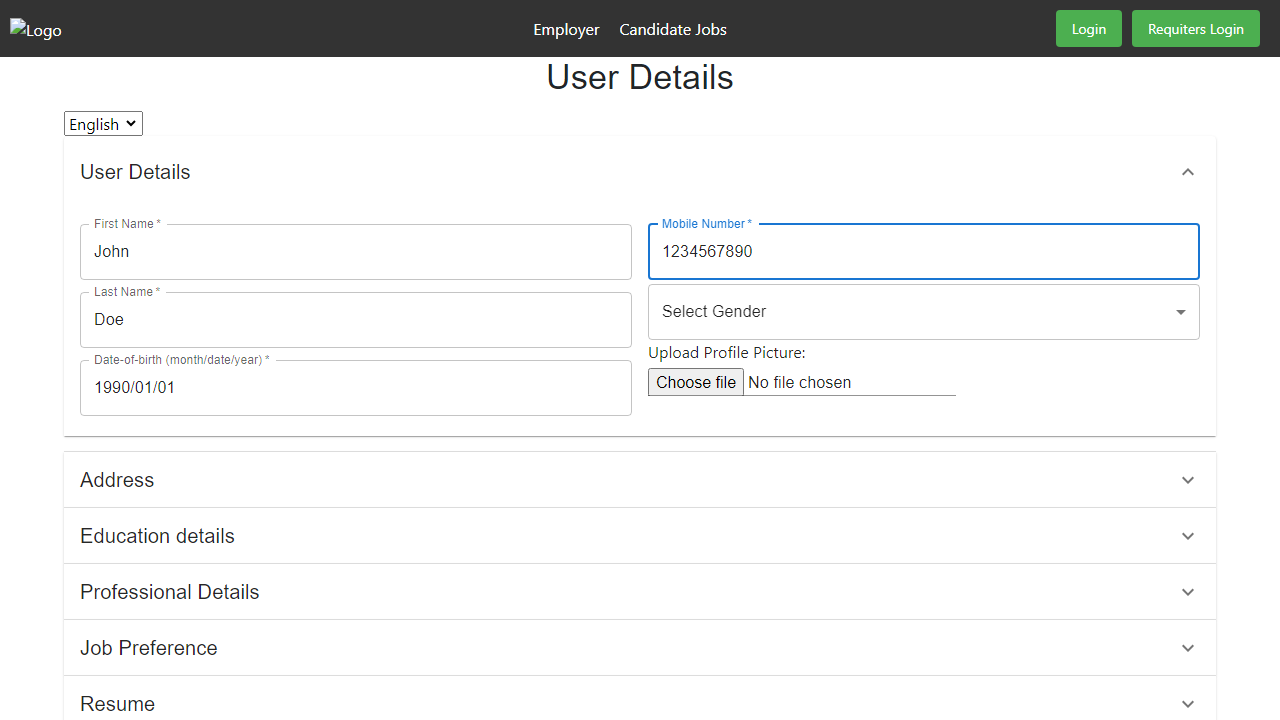 Logo
Employer
Candidate Jobs
Login
Requiters Login
User Details
English
User Details
First Name *
John
Mobile Number *
1234567890
Last Name *
Doe
Select Gender
Date-of-birth (month/date/year) *
1990/01/01
Upload Profile Picture:
Choose file No file chosen
Address
Education details
Professional Details
Job Preference
Resume